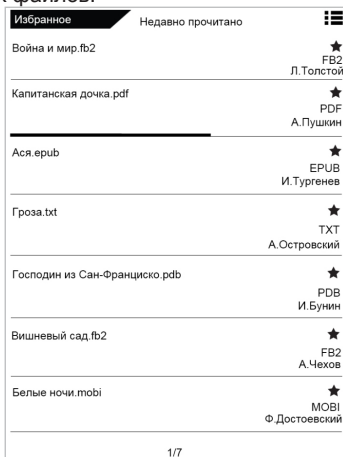 Избранное
Недавно прочитано
Война и мир.fb2
FB2
Л.Толстой
Капитанская дочка.pdf
PDF
А.Пушкин
Ася.epub
EPUB
И.Тургенев
Гроза.txt
TXT
А.Островский
Господин из Сан-Франциско.pdb
PDB
И.Бунин
Вишневый сад.fb2
FB2
А.Чехов
Белые ночи.mobi
MOBI
Ф.Достоевский
1/7